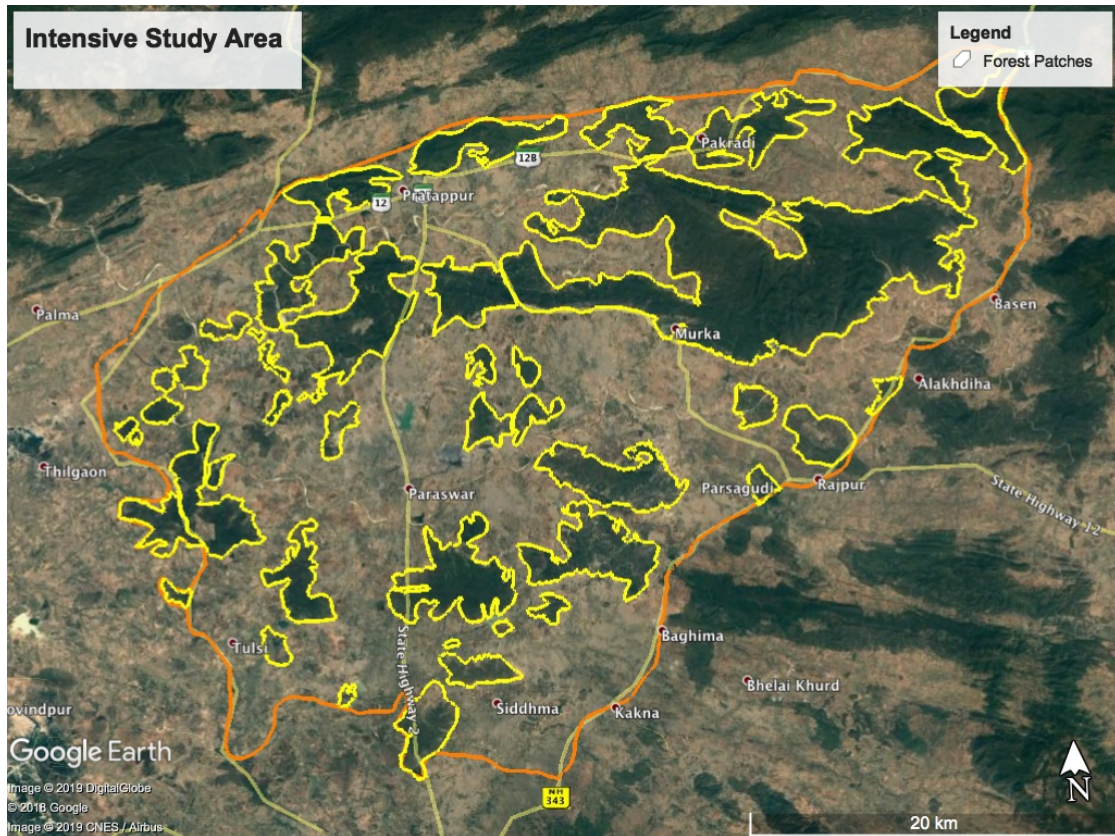 Intensive Study Area
Legend
Forest Patches
Pakradi
12B
12
Pratappur
Palma
Basen
Murka
Alakhdiha
Thilgaon
Paraswar
Parsagudi
Rajpur
State Highway 12
State Highway 2
Tulsi
Baghima
Bhelai Khurd
ovindpur
Siddhma
Kakna
Google Earth
Image © 2019 DigitalGlobe
© 2018 Google
Image © 2019 CNES / Airbus
NH
343
N
20 km